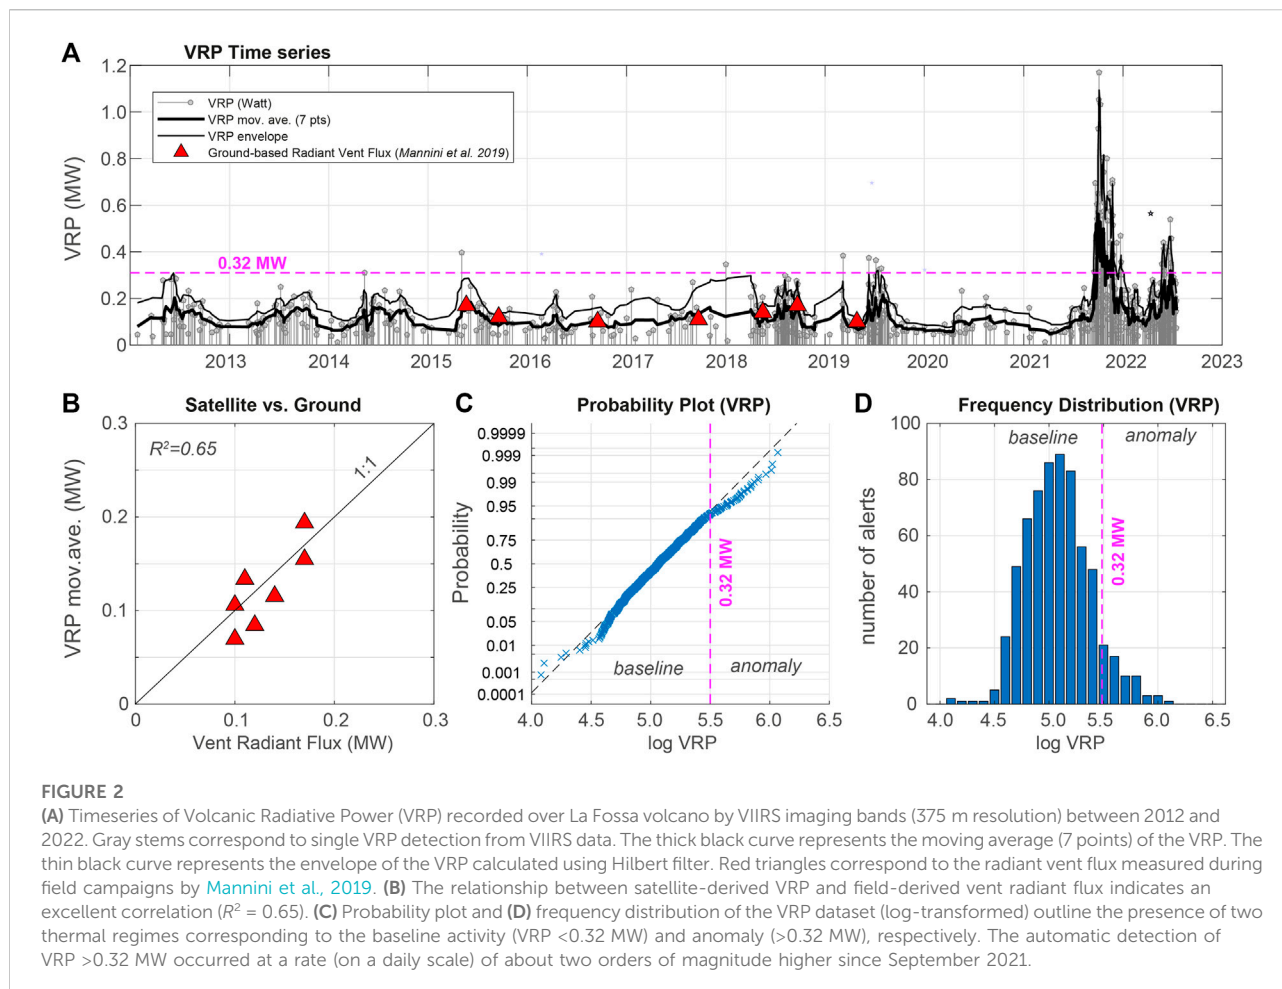 A
VRP Time series
1.2
1.0
0.8
0.6
0.4
0.2
0
VRP (MW)
VRP (Watt)
VRP mov. ave. (7 pts)
VRP envelope
Ground-based Radiant Vent Flux (Mannini et al. 2019)
0.32 MW
2013 2014 2015 2016 2017 2018 2019 2020 2021 2022 2023
B
Satellite vs. Ground
0.3
0.2
0.1
0
VRP mov.ave. (MW)
R²=0.65
1:1
0 0.1 0.2 0.3
Vent Radiant Flux (MW)
C
Probability Plot (VRP)
0.9999
0.999
0.99
0.95
0.75
0.5
0.25
0.05
0.01
0.001
0.0001
Probability
0.32 MW
baseline
anomaly
4.0 4.5 5.0 5.5 6.0 6.5
log VRP
D
Frequency Distribution (VRP)
100
80
60
40
20
0
number of alerts
baseline
anomaly
0.32 MW
4.0 4.5 5.0 5.5 6.0 6.5
log VRP
FIGURE 2
(A) Timeseries of Volcanic Radiative Power (VRP) recorded over La Fossa volcano by VIIRS imaging bands (375 m resolution) between 2012 and
2022. Gray stems correspond to single VRP detection from VIIRS data. The thick black curve represents the moving average (7 points) of the VRP. The
thin black curve represents the envelope of the VRP calculated using Hilbert filter. Red triangles correspond to the radiant vent flux measured during
field campaigns by Mannini et al., 2019. (B) The relationship between satellite-derived VRP and field-derived vent radiant flux indicates an
excellent correlation (R² = 0.65). (C) Probability plot and (D) frequency distribution of the VRP dataset (log-transformed) outline the presence of two
thermal regimes corresponding to the baseline activity (VRP <0.32 MW) and anomaly (>0.32 MW), respectively. The automatic detection of
VRP >0.32 MW occurred at a rate (on a daily scale) of about two orders of magnitude higher since September 2021.